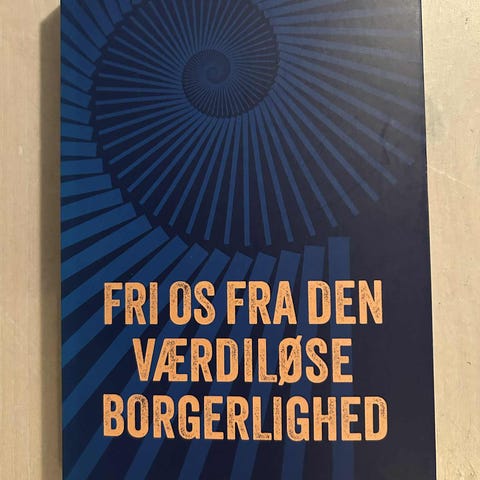 FRI OS FRA DEN
VÆRDILØSE
BORGERLIGHED